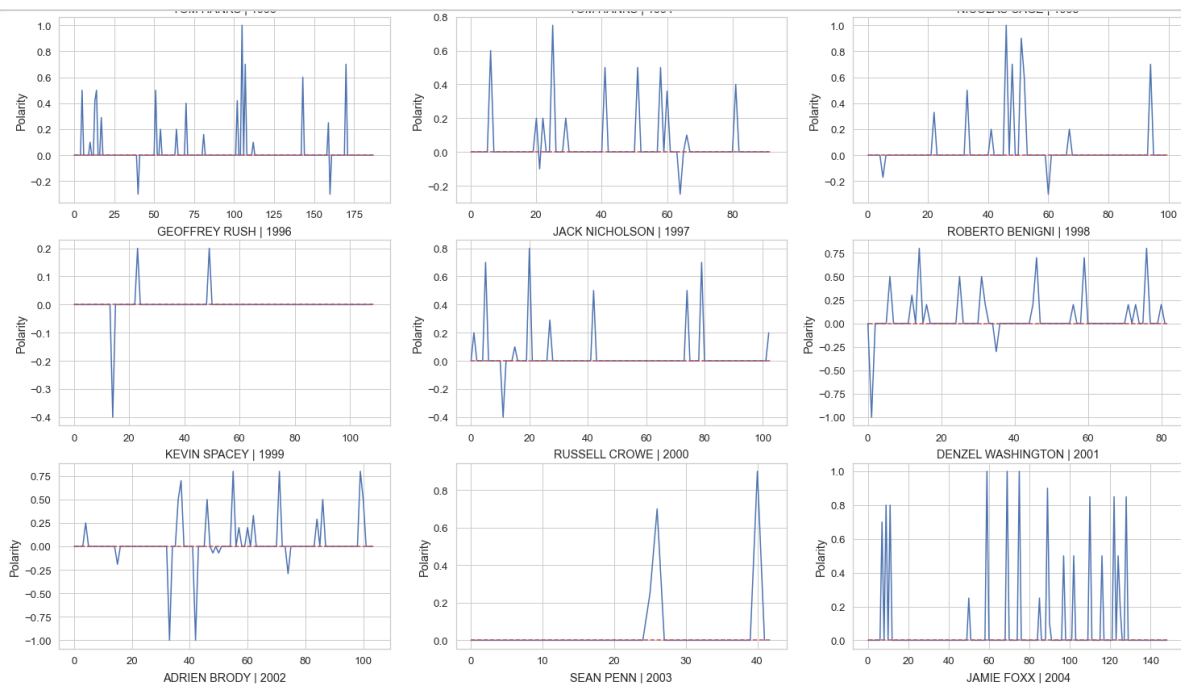 TOM HANKS | 1993
TOM HANKS | 1994
NICOLAS CAGE | 1995
Polarity
1.0
0.8
0.6
0.4
0.2
0.0
−0.2
0 25 50 75 100 125 150 175
Polarity
0.8
0.6
0.4
0.2
0.0
−0.2
0 20 40 60 80
Polarity
1.0
0.8
0.6
0.4
0.2
0.0
−0.2
0 20 40 60 80 100
GEOFFREY RUSH | 1996
JACK NICHOLSON | 1997
ROBERTO BENIGNI | 1998
Polarity
0.2
0.1
0.0
−0.1
−0.2
−0.3
−0.4
0 20 40 60 80 100
Polarity
0.8
0.6
0.4
0.2
0.0
−0.2
−0.4
0 20 40 60 80 100
Polarity
0.75
0.50
0.25
0.00
−0.25
−0.50
−0.75
−1.00
0 20 40 60 80
KEVIN SPACEY | 1999
RUSSELL CROWE | 2000
DENZEL WASHINGTON | 2001
Polarity
0.75
0.50
0.25
0.00
−0.25
−0.50
−0.75
−1.00
0 20 40 60 80 100
Polarity
0.8
0.6
0.4
0.2
0.0
0 10 20 30 40
Polarity
1.0
0.8
0.6
0.4
0.2
0.0
0 20 40 60 80 100 120 140
ADRIEN BRODY | 2002
SEAN PENN | 2003
JAMIE FOXX | 2004